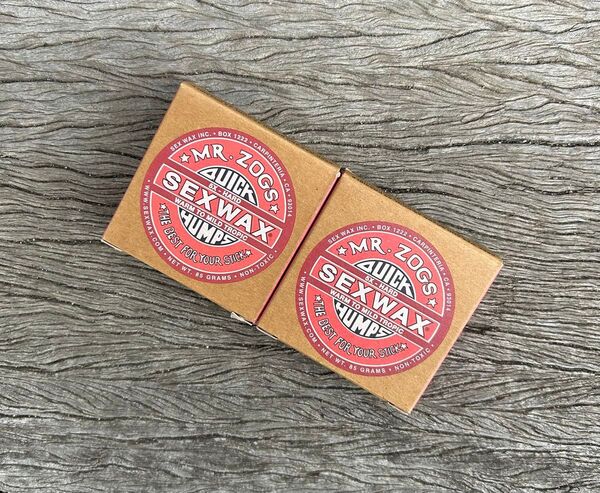 SEX WAX INC. • BOX 1222 • CARPINTERIA • CA • 93014
★ MR. ZOGS ★
QUICK
5X - HARD
SEXWAX
WARM TO MILD TROPIC
HUMPS
★THE BEST FOR YOUR STICK★
• WWW.SEXWAX.COM • NET WT. 85 GRAMS • NON-TOXIC •
SEX WAX INC. • BOX 1222 • CARPINTERIA • CA • 93014
★ MR. ZOGS ★
QUICK
5X - HARD
SEXWAX
WARM TO MILD TROPIC
HUMPS
★THE BEST FOR YOUR STICK★
• WWW.SEXWAX.COM • NET WT. 85 GRAMS • NON-TOXIC •